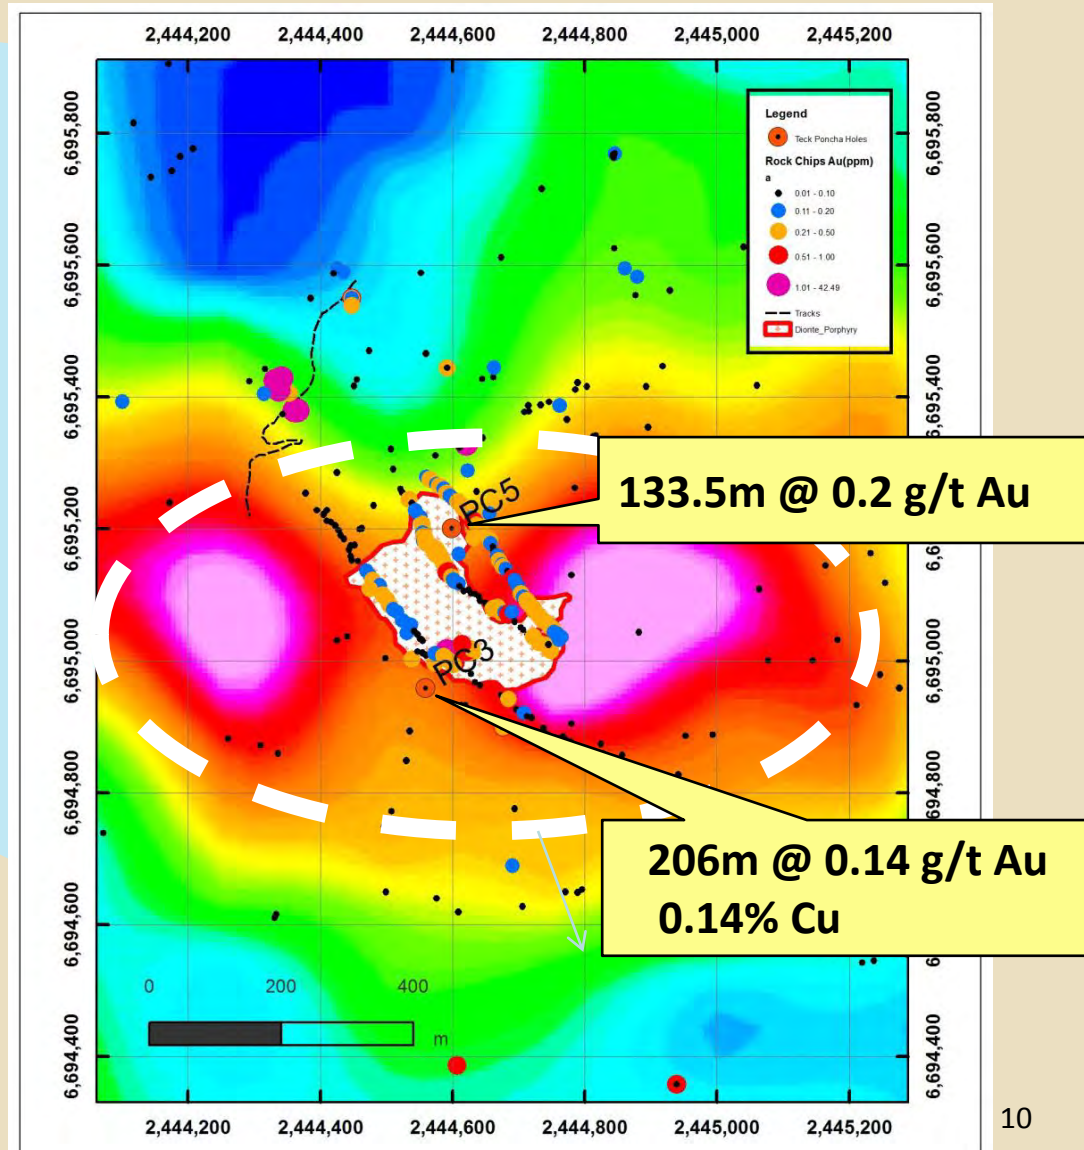 2,444,200 2,444,400 2,444,600 2,444,800 2,445,000 2,445,200
6,695,800
6,695,600
6,695,400
6,695,200
6,695,000
6,694,800
6,694,600
6,694,400
Legend
Teck Poncha Holes
Rock Chips Au(ppm)
a
0.01 - 0.10
0.11 - 0.20
0.21 - 0.50
0.51 - 1.00
1.01 - 42.49
Tracks
Diorite_Porphyry
6,695,800
6,695,600
6,695,400
PC5
133.5m @ 0.2 g/t Au
PC3
6,695,000
6,694,800
206m @ 0.14 g/t Au
0.14% Cu
0 200 400
m
6,694,400
2,444,200 2,444,400 2,444,600 2,444,800 2,445,000 2,445,200
10